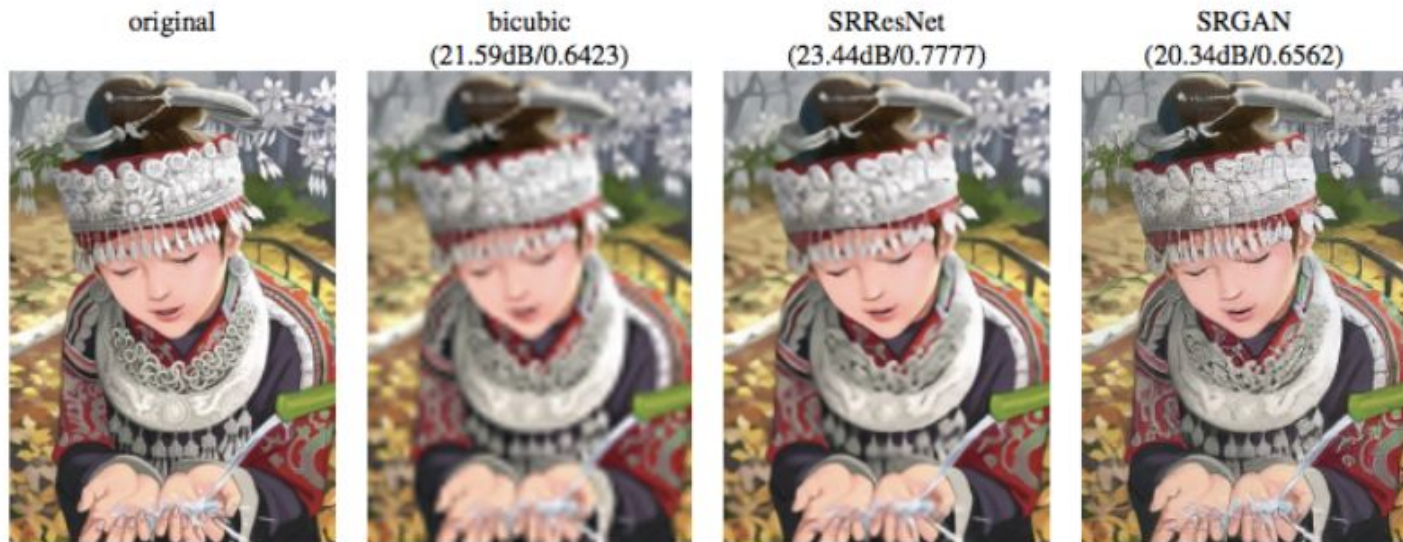 original
bicubic
(21.59dB/0.6423)
SRResNet
(23.44dB/0.7777)
SRGAN
(20.34dB/0.6562)